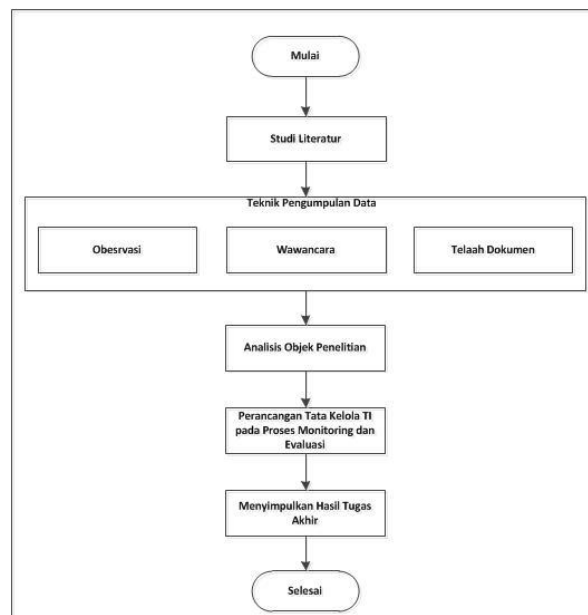 Mulai
Studi Literatur
Teknik Pengumpulan Data
Obesrvasi
Wawancara
Telaah Dokumen
Analisis Objek Penelitian
Perancangan Tata Kelola TI
pada Proses Monitoring dan
Evaluasi
Menyimpulkan Hasil Tugas
Akhir
Selesai